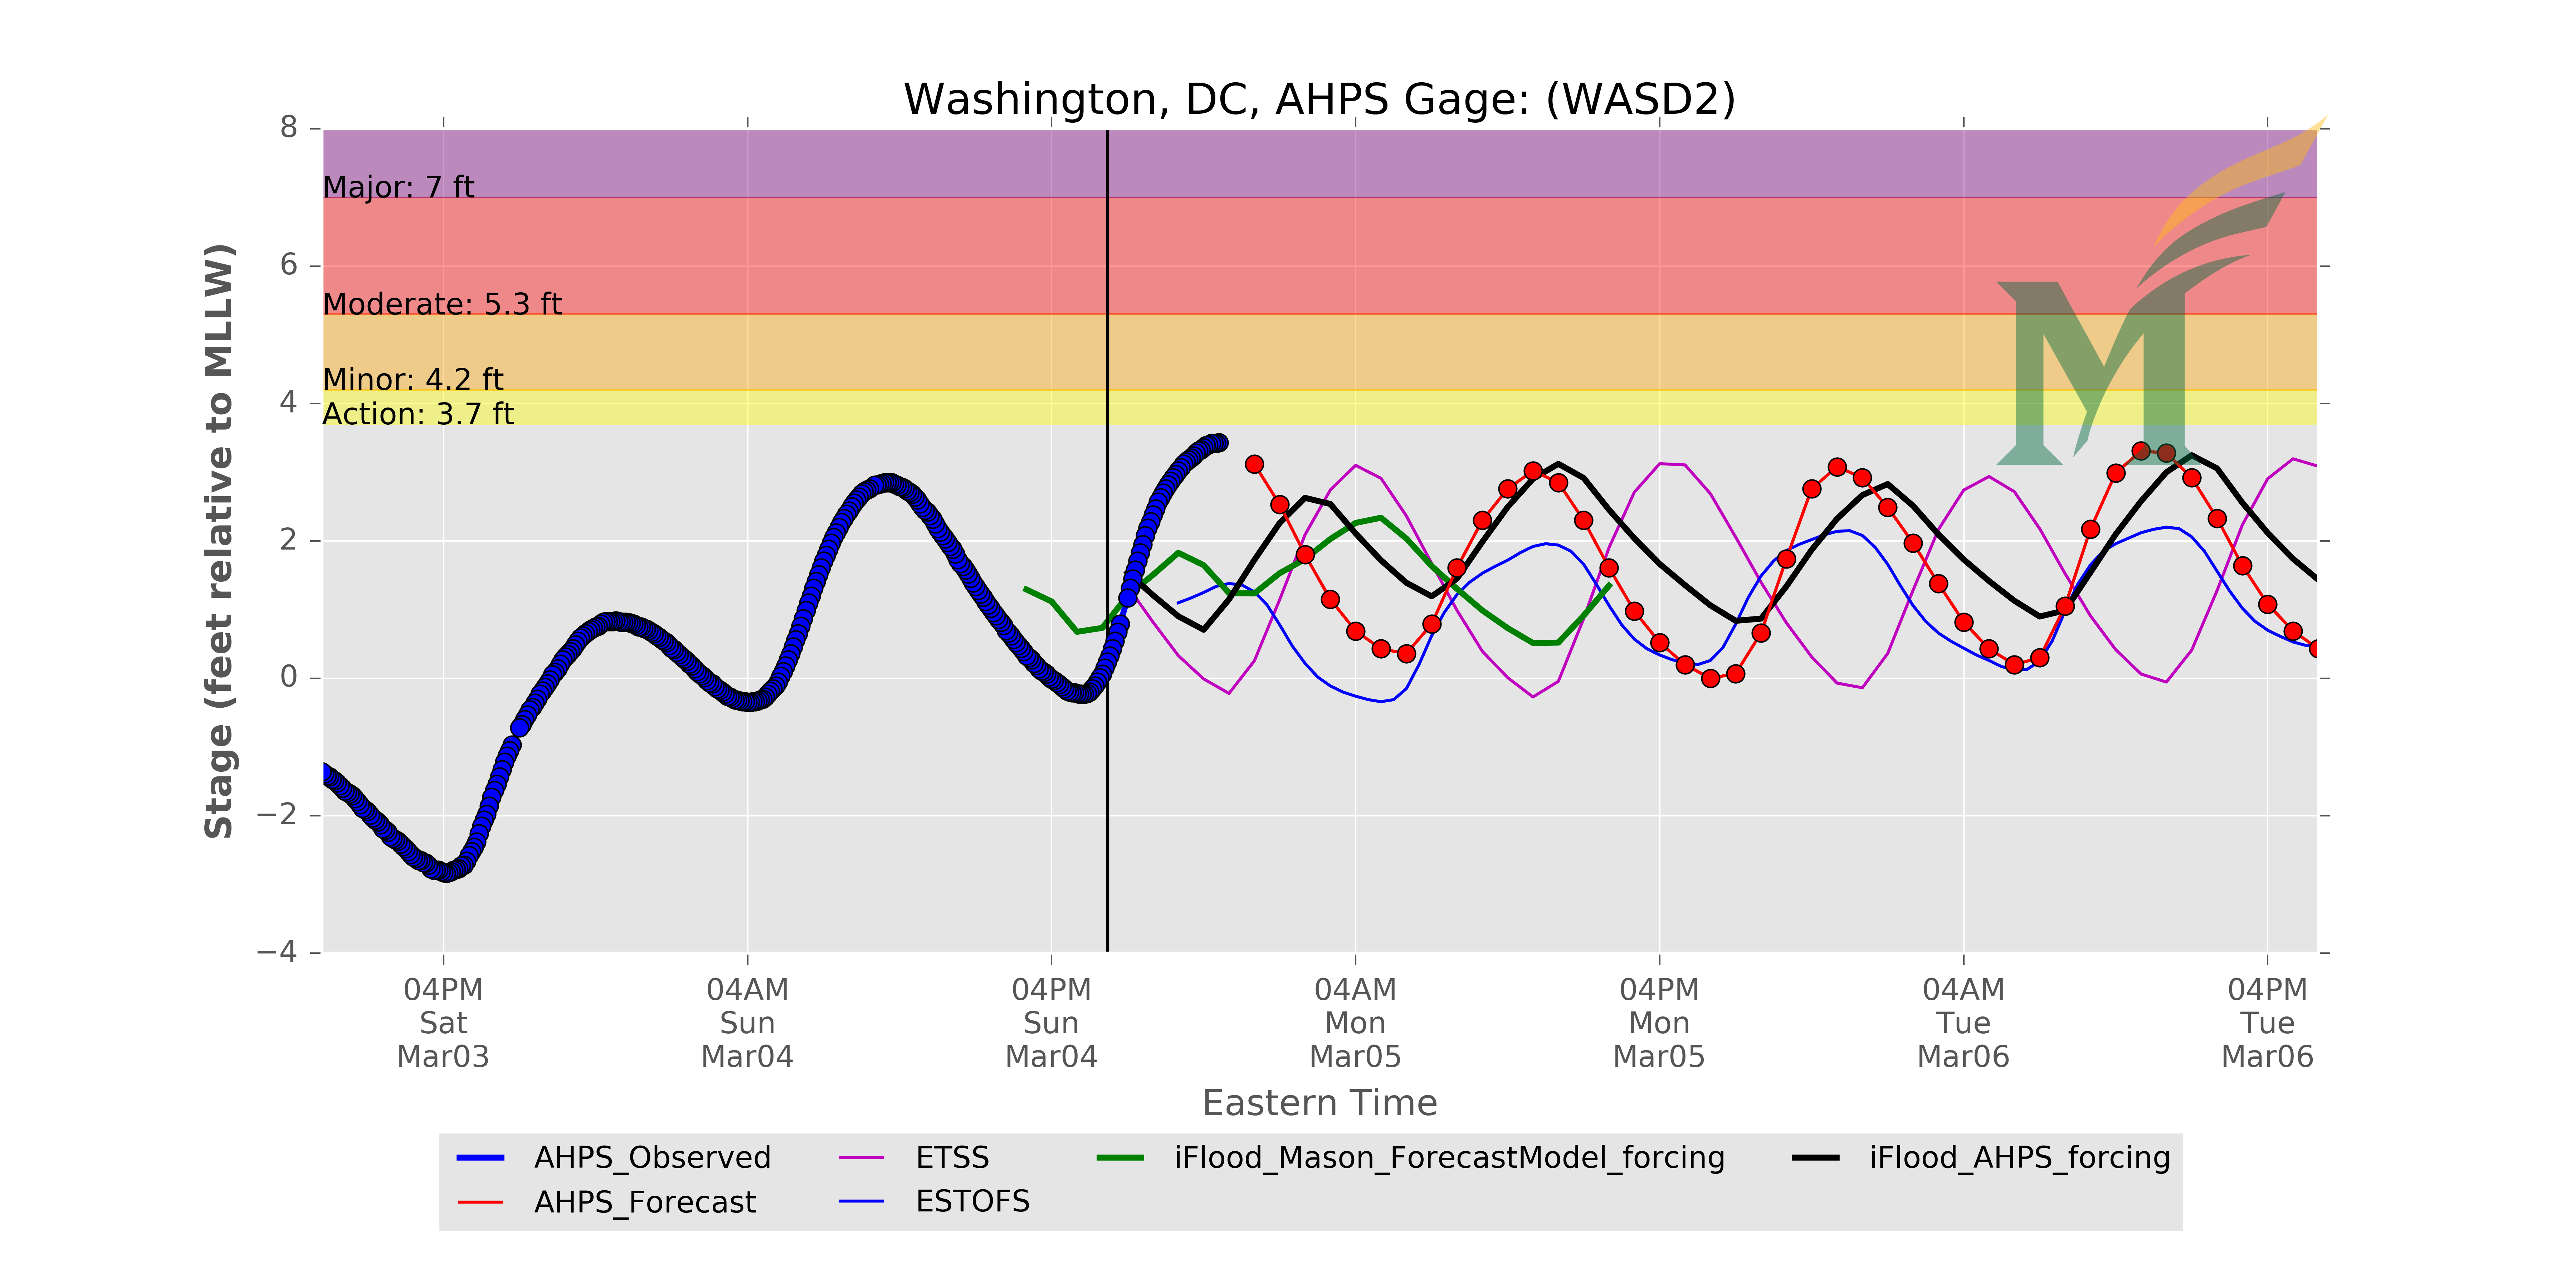 Washington, DC, AHPS Gage: (WASD2)
Stage (feet relative to MLLW)
8
6
4
2
0
−2
−4
Major: 7 ft
Moderate: 5.3 ft
Minor: 4.2 ft
Action: 3.7 ft
M
04PM 04AM 04PM 04AM 04PM 04AM 04PM
Sat Sun Sun Mon Mon Tue Tue
Mar03 Mar04 Mar04 Mar05 Mar05 Mar06 Mar06
Eastern Time
AHPS_Observed ETSS iFlood_Mason_ForecastModel_forcing iFlood_AHPS_forcing
AHPS_Forecast ESTOFS